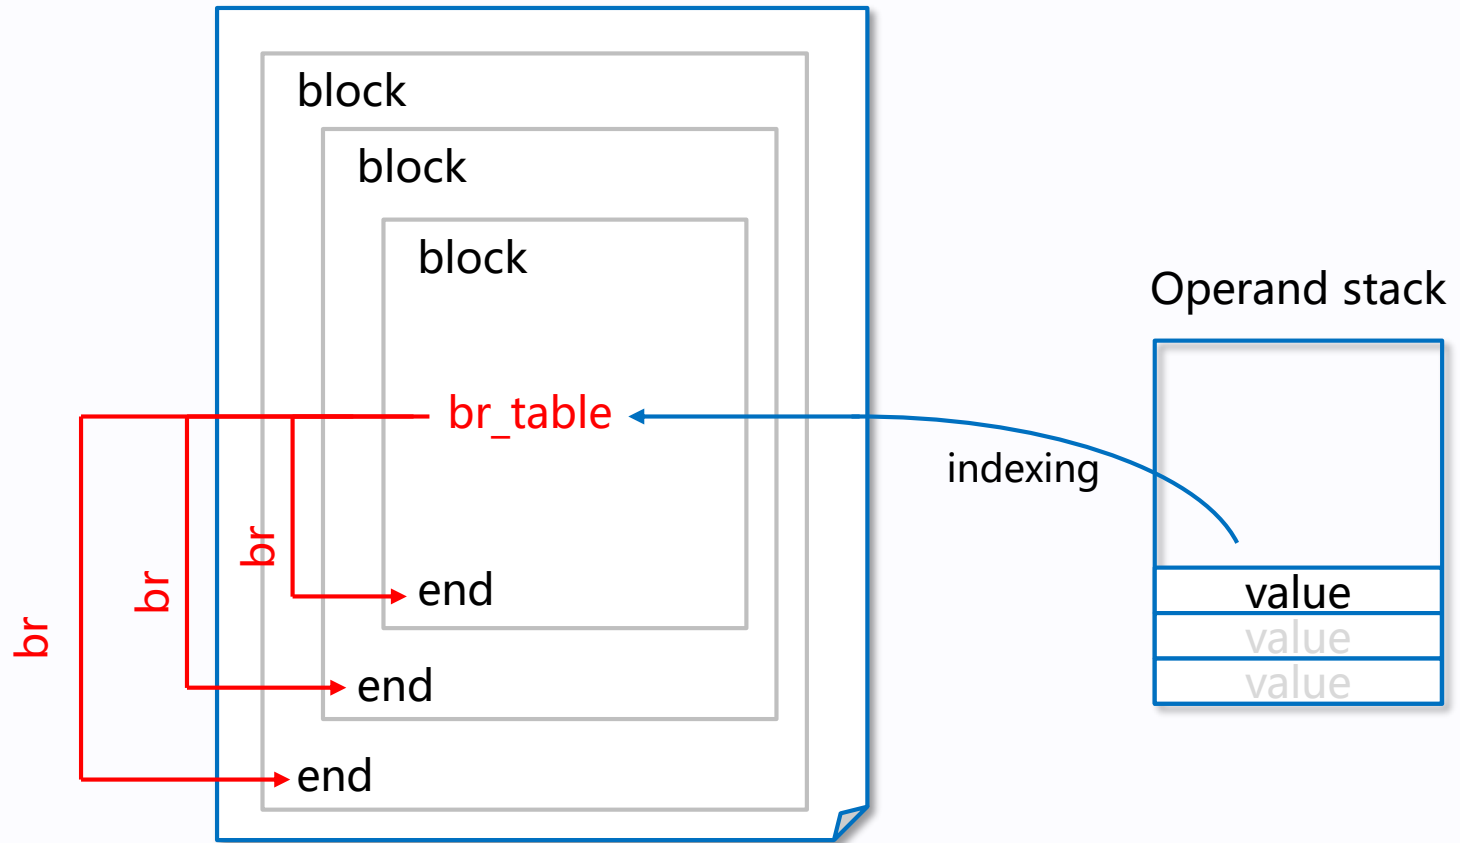 block
block
block
Operand stack
br_table
indexing
br
br
br
end
value
value
value
end
end